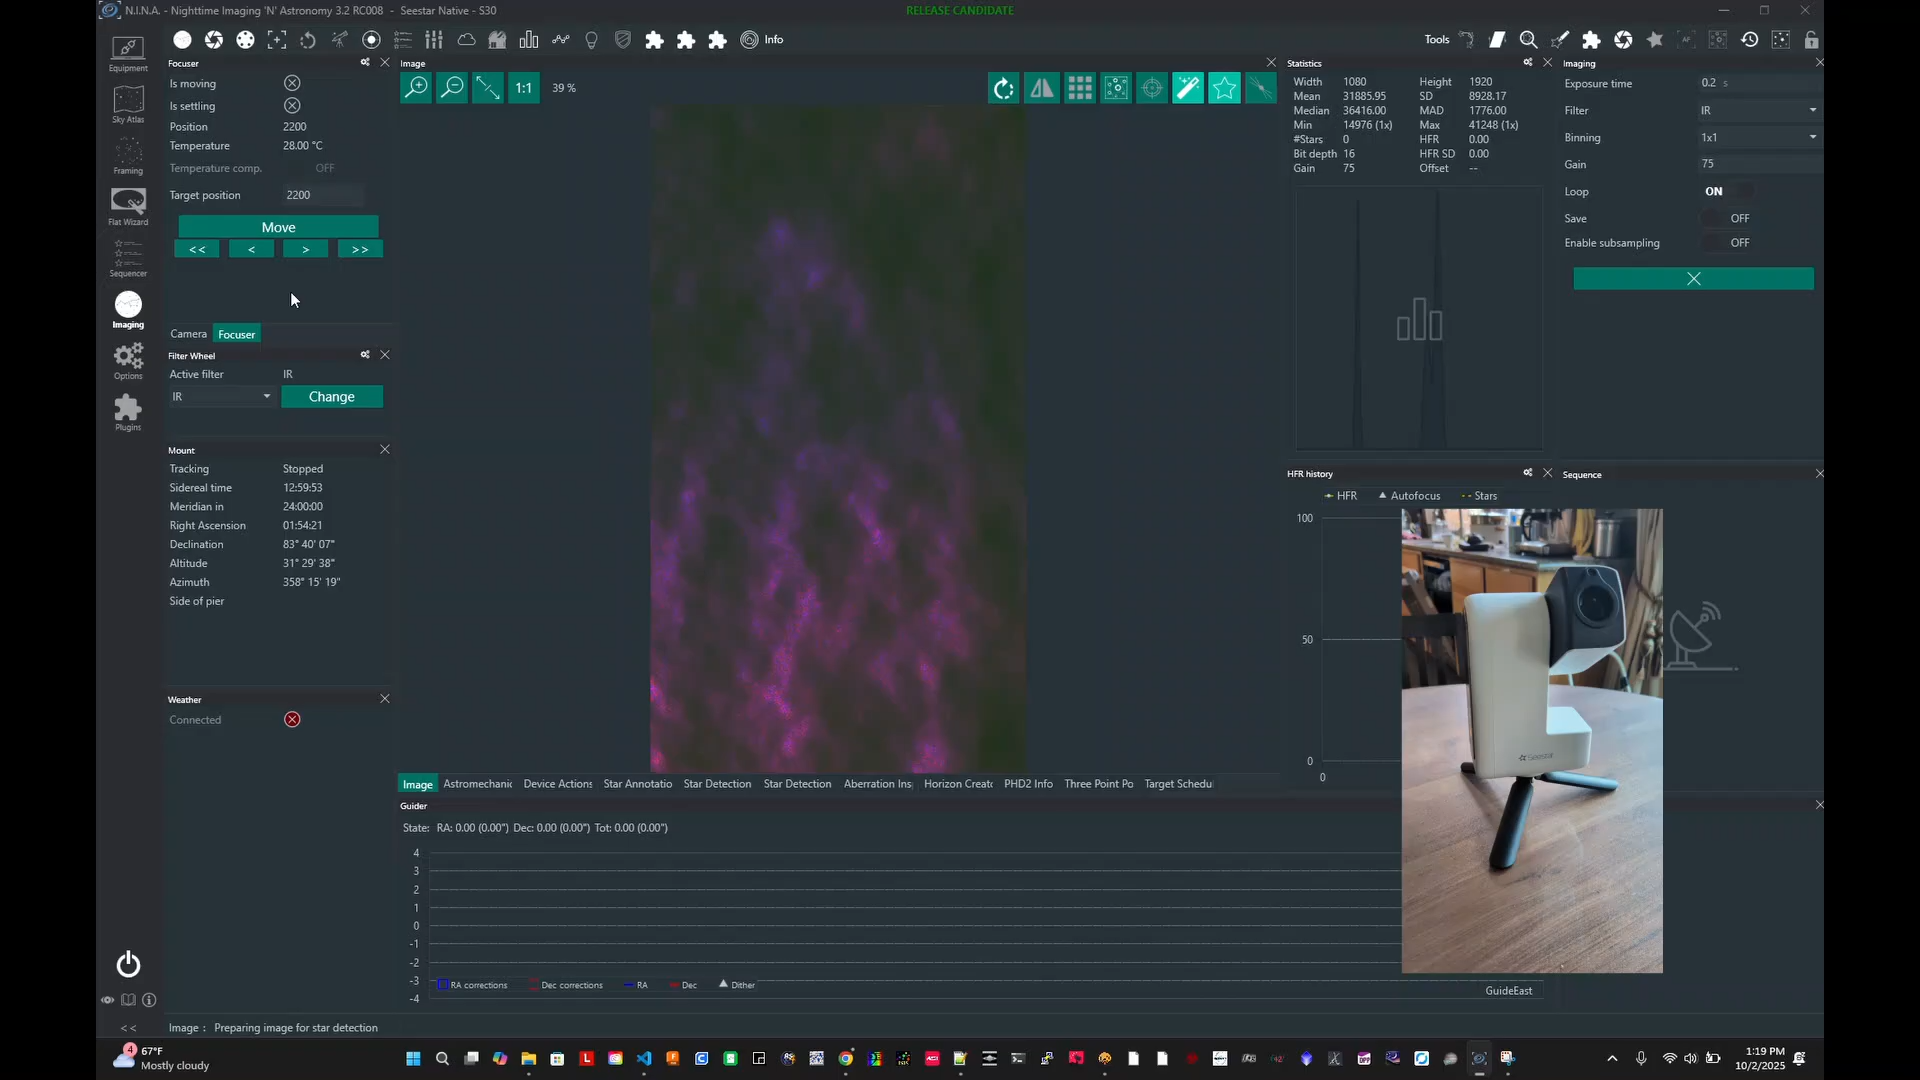 N.I.N.A. - Nighttime Imaging 'N' Astronomy 3.2 RC008 - Seestar Native - S30
RELEASE CANDIDATE
Info
Tools
Equipment
Sky Atlas
Framing
Flat Wizard
Sequencer
Imaging
Options
Plugins
<<
Focuser
Is moving
Is settling
Position 2200
Temperature 28.00 °C
Temperature comp. OFF
Target position 2200
Move
<< < > >>
Camera Focuser
Filter Wheel
Active filter IR
IR Change
Mount
Tracking Stopped
Sidereal time 12:59:53
Meridian in 24:00:00
Right Ascension 01:54:21
Declination 83° 40' 07"
Altitude 31° 29' 38"
Azimuth 358° 15' 19"
Side of pier
Weather
Connected
Image
1:1 39 %
Image Astromechanic Device Actions Star Annotatio Star Detection Star Detection Aberration Ins Horizon Creato PHD2 Info Three Point Po Target Schedu
Guider
State: RA: 0.00 (0.00") Dec: 0.00 (0.00") Tot: 0.00 (0.00")
4
3
2
1
0
-1
-2
-3
-4
RA corrections Dec corrections RA Dec Dither
GuideEast
Statistics
Width 1080 Height 1920
Mean 31885.95 SD 8928.17
Median 36416.00 MAD 1776.00
Min 14976 (1x) Max 41248 (1x)
#Stars 0 HFR 0.00
Bit depth 16 HFR SD 0.00
Gain 75 Offset --
HFR history
HFR Autofocus Stars
100
50
0
0
Imaging
Exposure time 0.2 s
Filter IR
Binning 1x1
Gain 75
Loop ON
Save OFF
Enable subsampling OFF
Sequence
Seestar
Image : Preparing image for star detection
4
67°F
Mostly cloudy
1:19 PM
10/2/2025